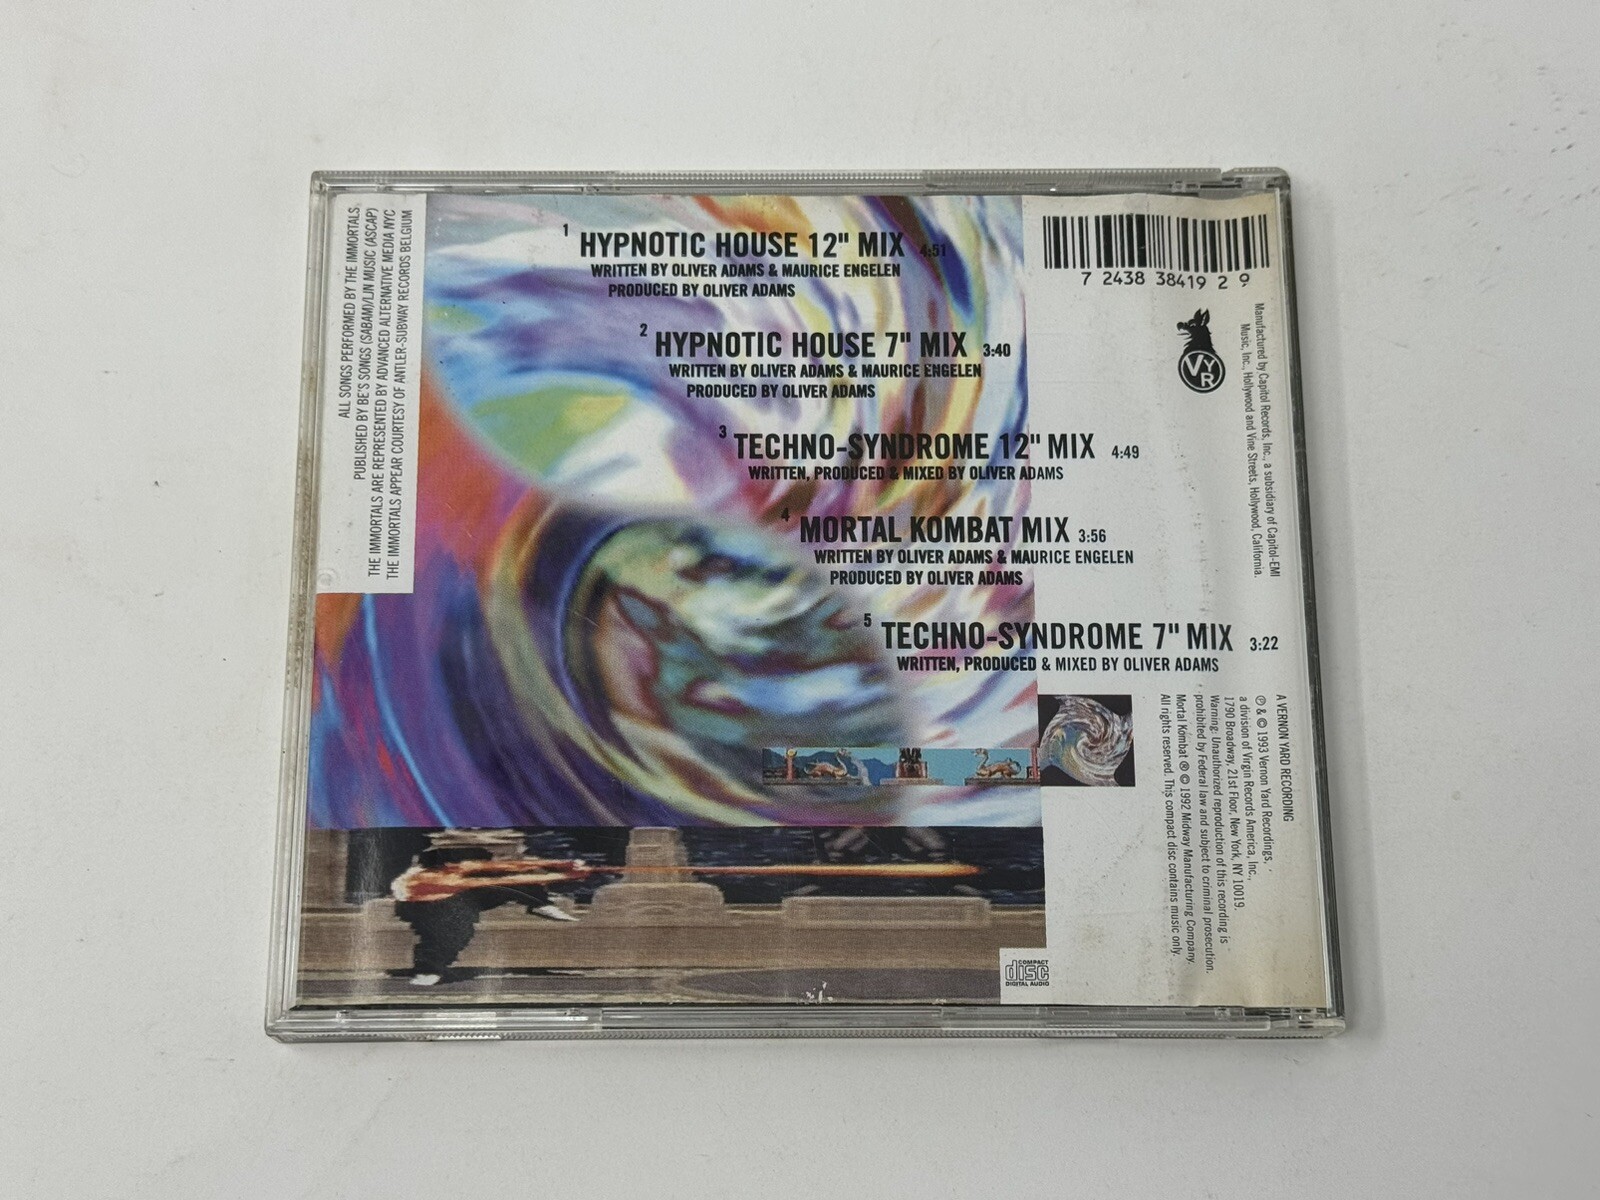 1 HYPNOTIC HOUSE 12" MIX 4:51
WRITTEN BY OLIVER ADAMS & MAURICE ENGELEN
PRODUCED BY OLIVER ADAMS
2 HYPNOTIC HOUSE 7" MIX 3:40
WRITTEN BY OLIVER ADAMS & MAURICE ENGELEN
PRODUCED BY OLIVER ADAMS
3 TECHNO-SYNDROME 12" MIX 4:49
WRITTEN, PRODUCED & MIXED BY OLIVER ADAMS
4 MORTAL KOMBAT MIX 3:56
WRITTEN BY OLIVER ADAMS & MAURICE ENGELEN
PRODUCED BY OLIVER ADAMS
5 TECHNO-SYNDROME 7" MIX 3:22
WRITTEN, PRODUCED & MIXED BY OLIVER ADAMS
ALL SONGS PERFORMED BY THE IMMORTALS
PUBLISHED BY BE'S SONGS (SABAM)/LIN MUSIC (ASCAP)
THE IMMORTALS ARE REPRESENTED BY ADVANCED ALTERNATIVE MEDIA NYC
THE IMMORTALS APPEAR COURTESY OF ANTLER-SUBWAY RECORDS BELGIUM
7 24383 8419 2 9
VYR
Manufactured by Capitol Records, Inc., a subsidiary of Capitol-EMI
Music, Inc., Hollywood and Vine Streets, Hollywood, California.
A VERNON YARD RECORDING
℗ & © 1993 Vernon Yard Recordings,
a division of Virgin Records America, Inc.,
1790 Broadway, 21st Floor, New York, NY 10019.
Warning: Unauthorized reproduction of this recording is
prohibited by Federal law and subject to criminal prosecution.
Mortal Kombat ® © 1992 Midway Manufacturing Company.
All rights reserved. This compact disc contains music only.
COMPACT
disc
DIGITAL AUDIO